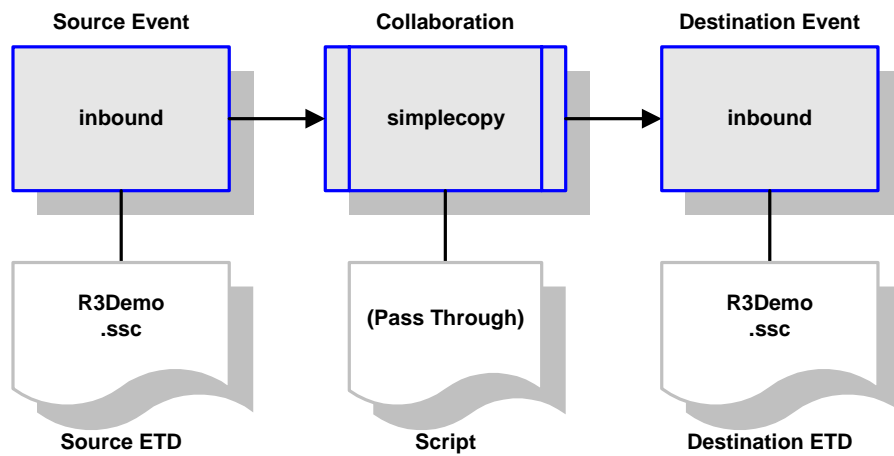 Source Event
Collaboration
Destination Event
inbound
simplecopy
inbound
R3Demo
.ssc
(Pass Through)
R3Demo
.ssc
Source ETD
Script
Destination ETD